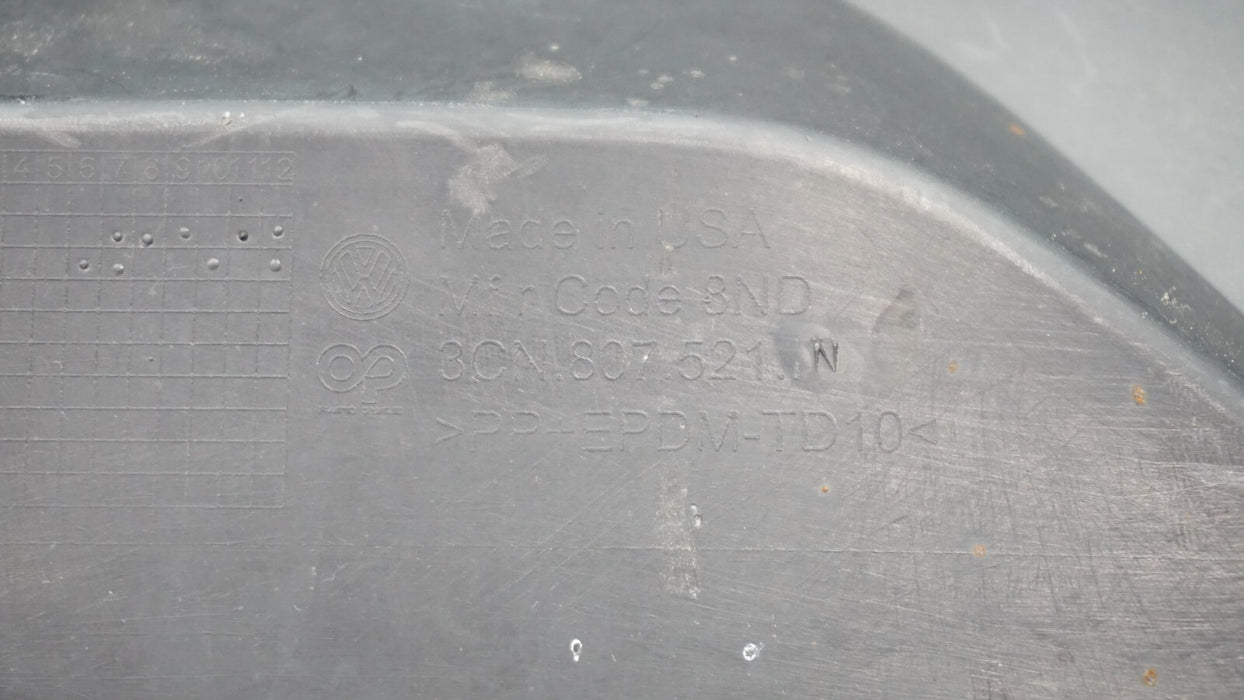 4 5 6 7 8 9 10 11 12
Made in USA
Mfr Code 8ND
3CN.807.521. N
>PP+EPDM-TD10<